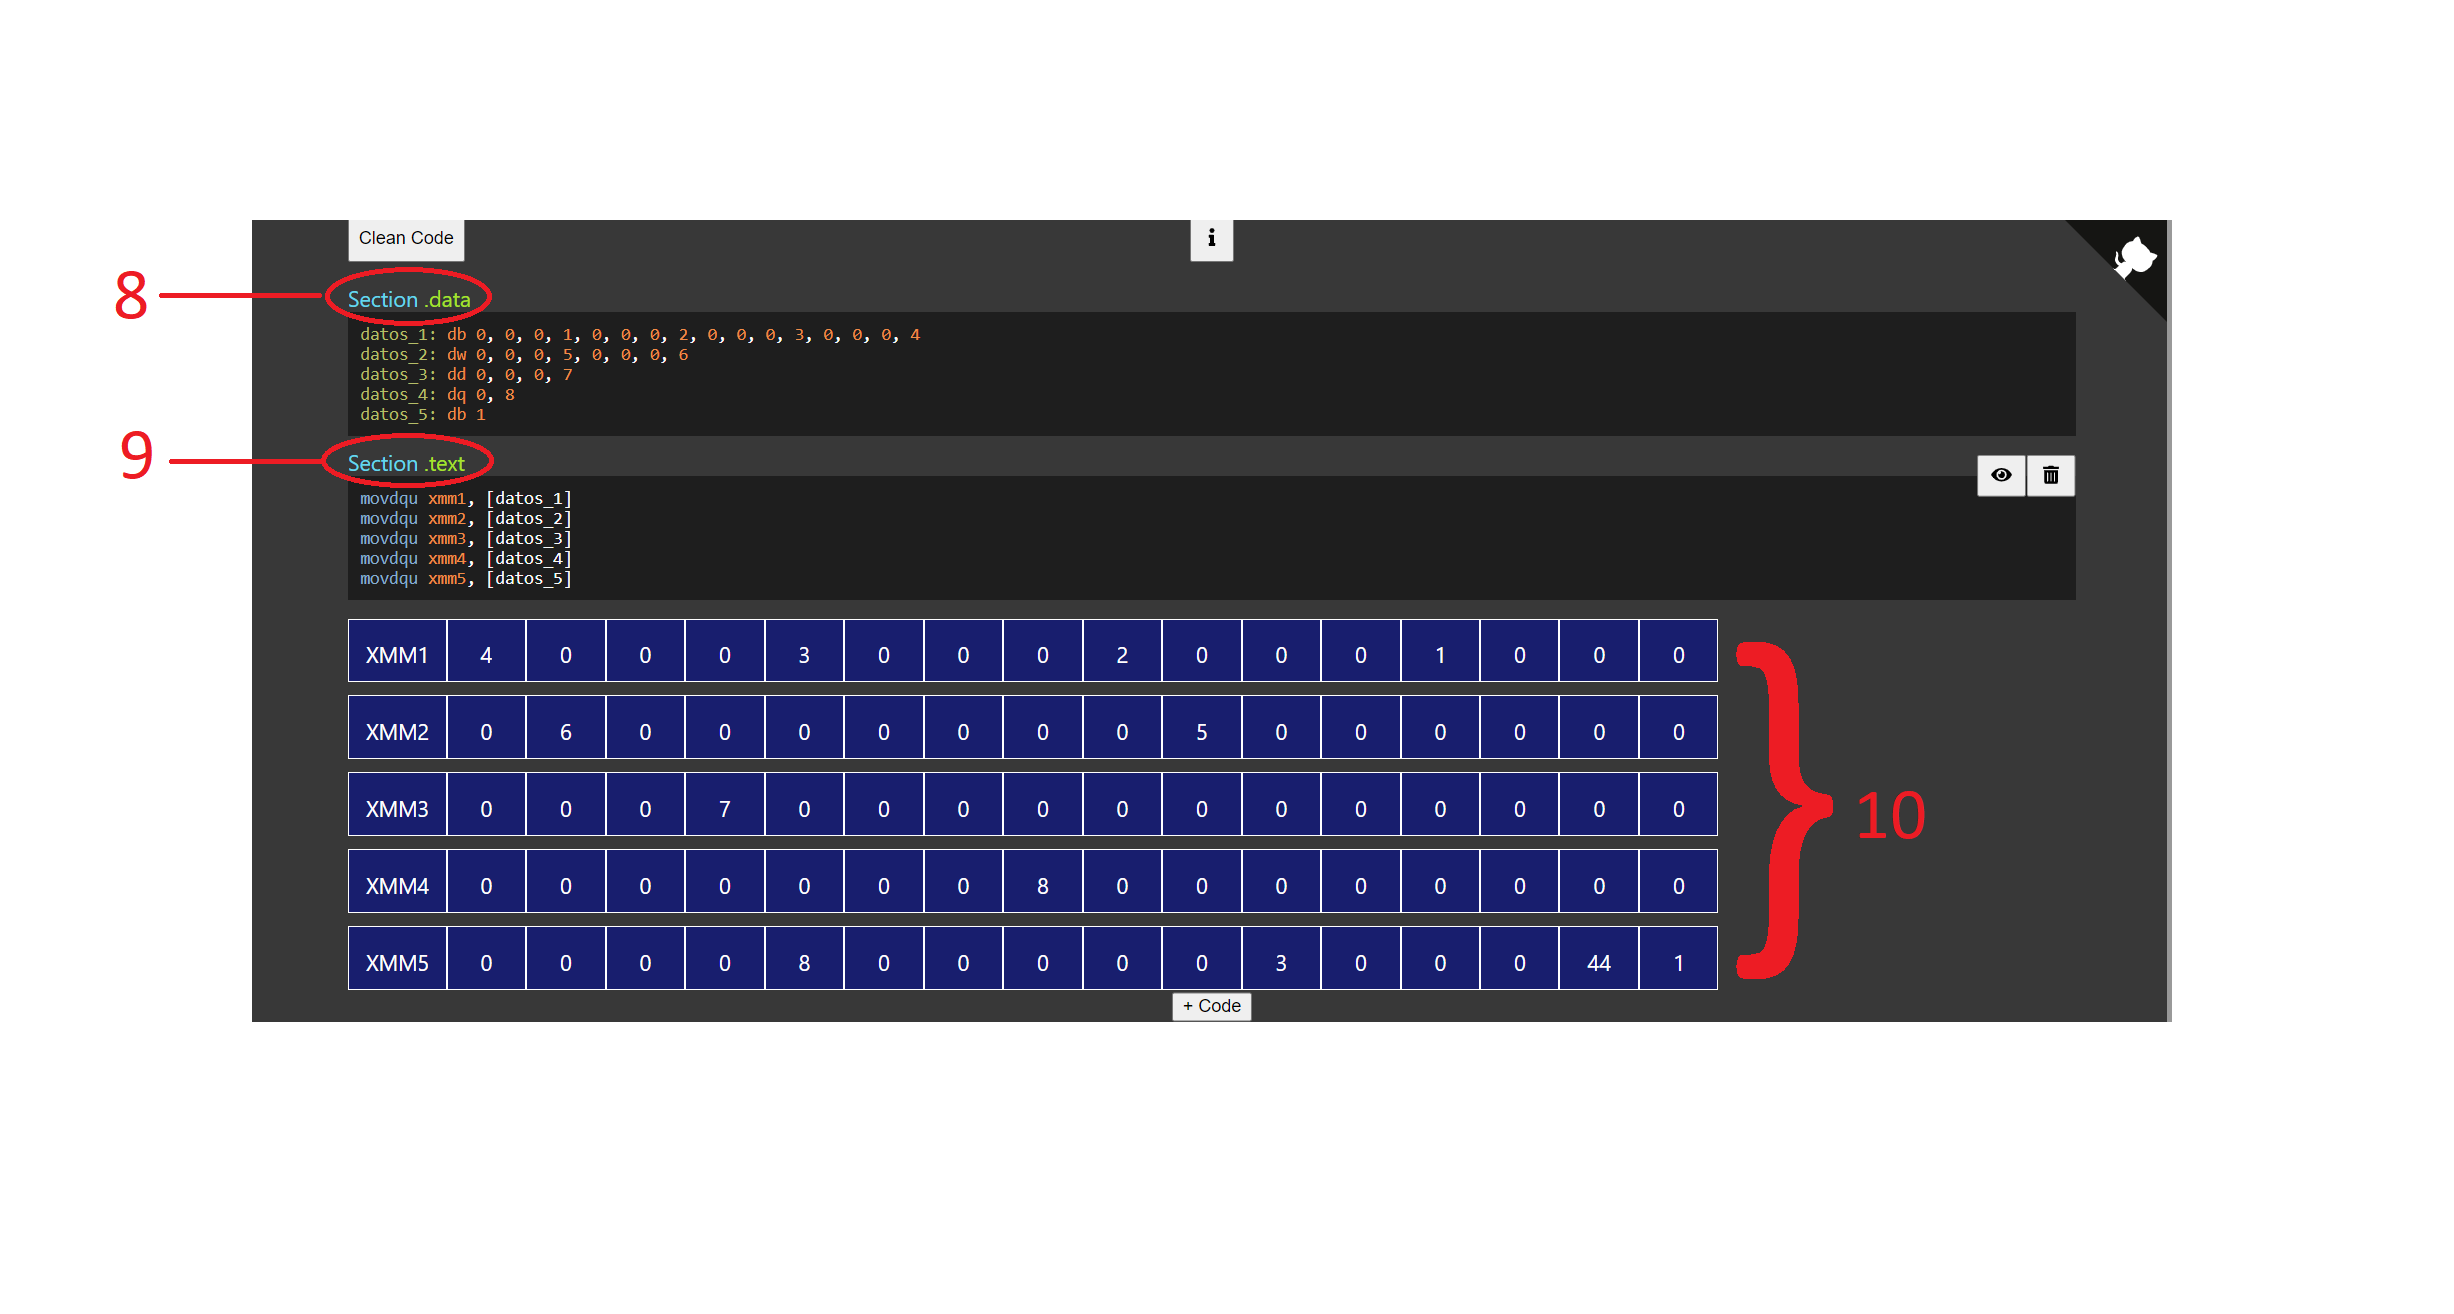 Clean Code
i
8
Section .data
datos_1: db 0, 0, 0, 1, 0, 0, 0, 2, 0, 0, 0, 3, 0, 0, 0, 4
datos_2: dw 0, 0, 0, 5, 0, 0, 0, 6
datos_3: dd 0, 0, 0, 7
datos_4: dq 0, 8
datos_5: db 1
9
Section .text
movdqu xmm1, [datos_1]
movdqu xmm2, [datos_2]
movdqu xmm3, [datos_3]
movdqu xmm4, [datos_4]
movdqu xmm5, [datos_5]
XMM1 4 0 0 0 3 0 0 0 2 0 0 0 1 0 0 0
XMM2 0 6 0 0 0 0 0 0 0 5 0 0 0 0 0 0
XMM3 0 0 0 7 0 0 0 0 0 0 0 0 0 0 0 0
XMM4 0 0 0 0 0 0 0 8 0 0 0 0 0 0 0 0
XMM5 0 0 0 0 8 0 0 0 0 0 3 0 0 0 44 1
10
+ Code